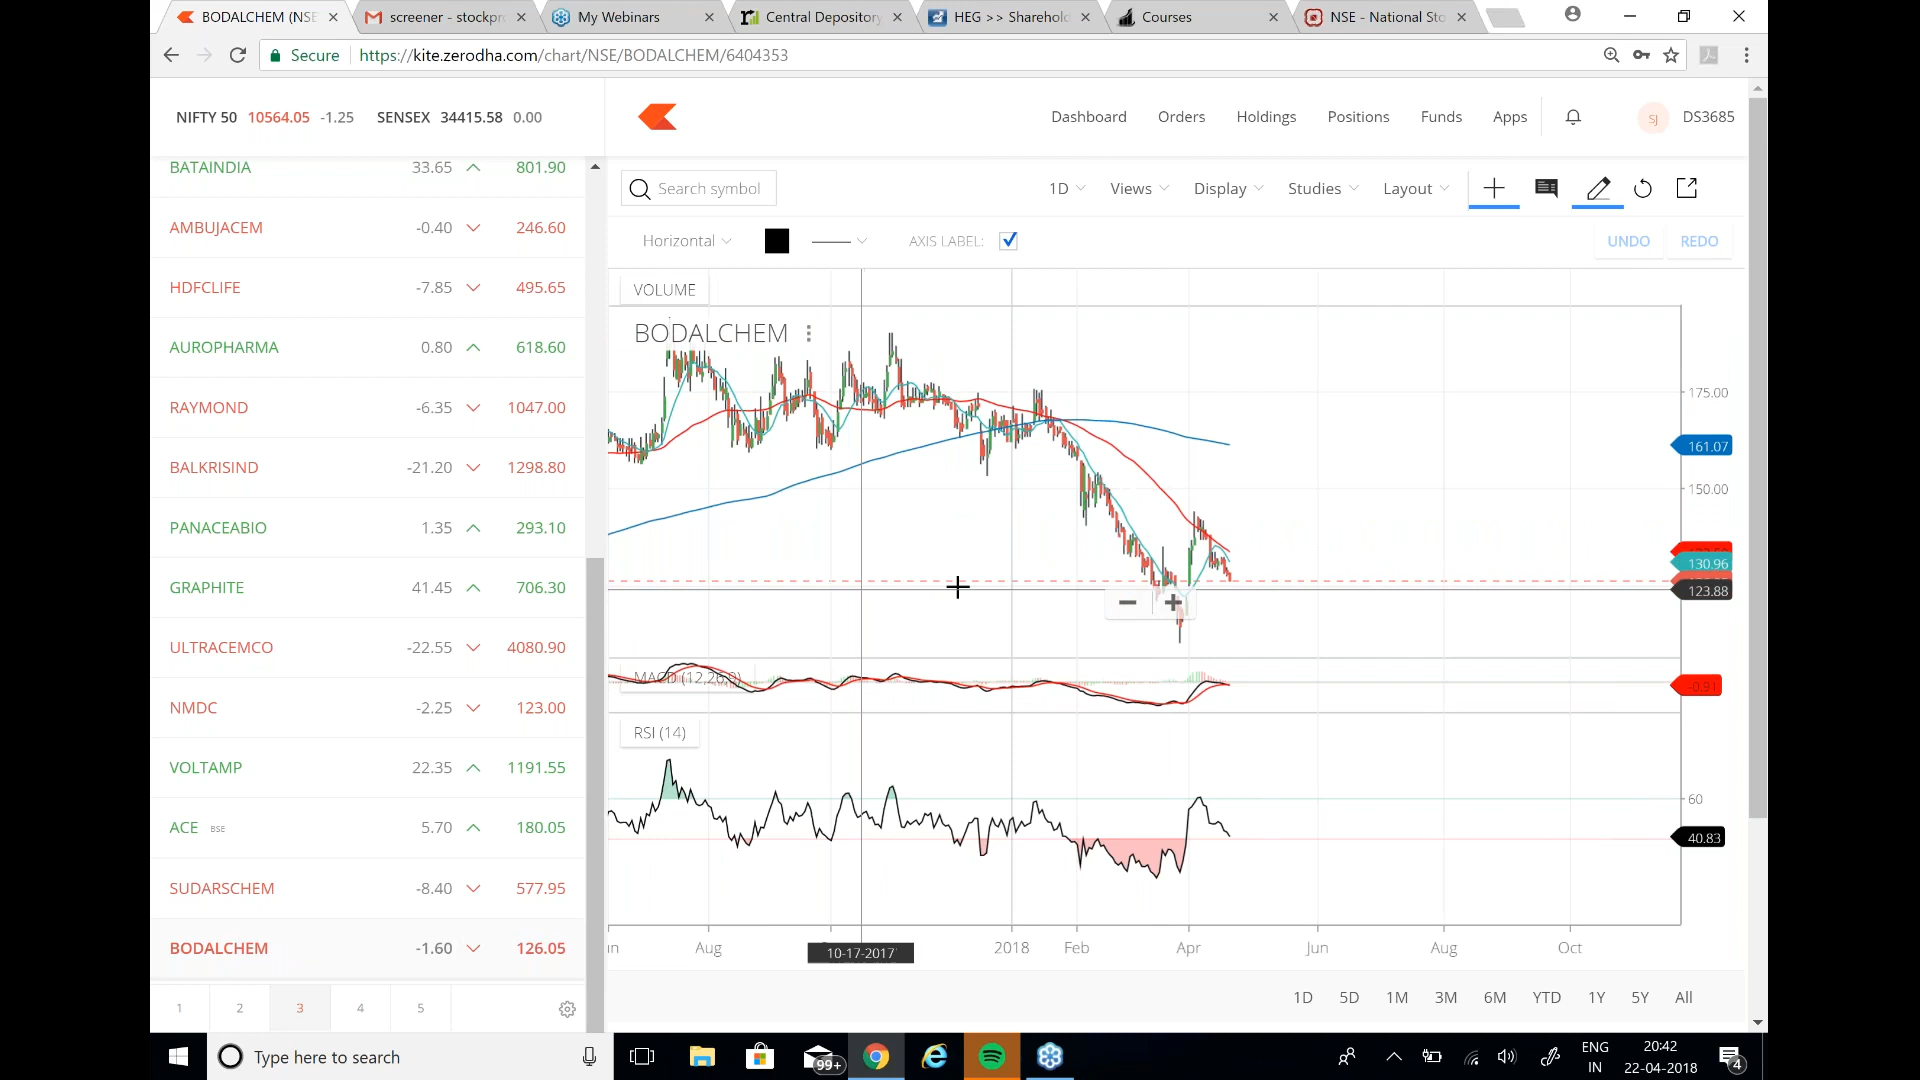 BODALCHEM (NSE
screener - stockpro
My Webinars
Central Depository
HEG >> Sharehold
Courses
NSE - National Sto
Secure https://kite.zerodha.com/chart/NSE/BODALCHEM/6404353
NIFTY 50 10564.05 -1.25 SENSEX 34415.58 0.00
Dashboard Orders Holdings Positions Funds Apps SJ DS3685
BATAINDIA 33.65 801.90
AMBUJACEM -0.40 246.60
HDFCLIFE -7.85 495.65
AUROPHARMA 0.80 618.60
RAYMOND -6.35 1047.00
BALKRISIND -21.20 1298.80
PANACEABIO 1.35 293.10
GRAPHITE 41.45 706.30
ULTRACEMCO -22.55 4080.90
NMDC -2.25 123.00
VOLTAMP 22.35 1191.55
ACE BSE 5.70 180.05
SUDARSCHEM -8.40 577.95
BODALCHEM -1.60 126.05
1 2 3 4 5
Search symbol 1D Views Display Studies Layout
Horizontal AXIS LABEL: UNDO REDO
VOLUME
BODALCHEM
175.00
161.07
150.00
130.96
123.88
MACD (12,26,9)
-0.91
RSI (14)
60
40.83
Aug 10-17-2017 2018 Feb Apr Jun Aug Oct
1D 5D 1M 3M 6M YTD 1Y 5Y All
Type here to search
99+
ENG
IN
20:42
22-04-2018
4